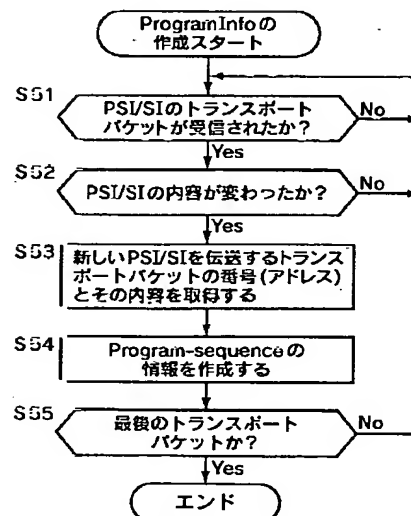 ProgramInfoの
作成スタート
S51
PSI/SIのトランスポート
パケットが受信されたか?
No
Yes
S52
PSI/SIの内容が変わったか?
No
Yes
S53
新しいPSI/SIを伝送するトランス
ポートパケットの番号(アドレス)
とその内容を取得する
S54
Program-sequenceの
情報を作成する
S55
最後のトランスポート
パケットか?
No
Yes
エンド